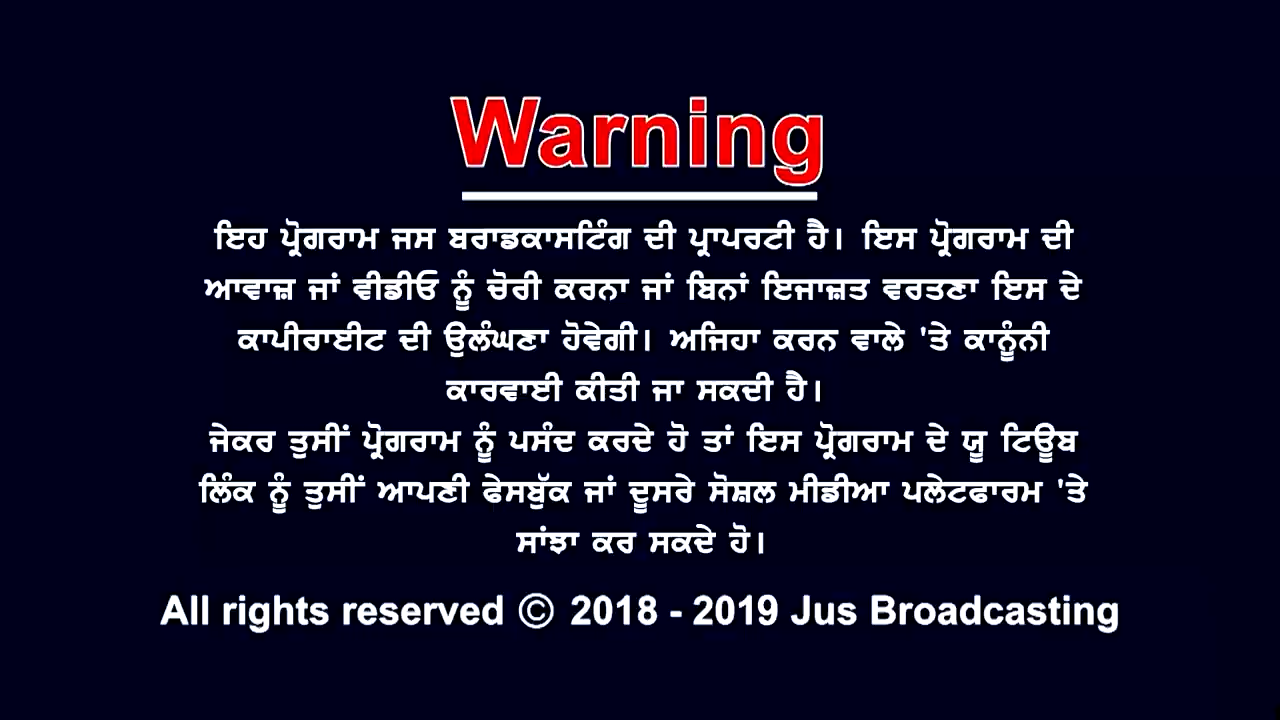 Warning
ਇਹ ਪ੍ਰੋਗਰਾਮ ਜਸ ਬਰਾਡਕਾਸਟਿੰਗ ਦੀ ਪ੍ਰਾਪਰਟੀ ਹੈ। ਇਸ ਪ੍ਰੋਗਰਾਮ ਦੀ
ਆਵਾਜ਼ ਜਾਂ ਵੀਡੀਓ ਨੂੰ ਚੋਰੀ ਕਰਨਾ ਜਾਂ ਬਿਨਾਂ ਇਜਾਜ਼ਤ ਵਰਤਣਾ ਇਸ ਦੇ
ਕਾਪੀਰਾਈਟ ਦੀ ਉਲੰਘਣਾ ਹੋਵੇਗੀ। ਅਜਿਹਾ ਕਰਨ ਵਾਲੇ 'ਤੇ ਕਾਨੂੰਨੀ
ਕਾਰਵਾਈ ਕੀਤੀ ਜਾ ਸਕਦੀ ਹੈ।
ਜੇਕਰ ਤੁਸੀਂ ਪ੍ਰੋਗਰਾਮ ਨੂੰ ਪਸੰਦ ਕਰਦੇ ਹੋ ਤਾਂ ਇਸ ਪ੍ਰੋਗਰਾਮ ਦੇ ਯੂ ਟਿਊਬ
ਲਿੰਕ ਨੂੰ ਤੁਸੀਂ ਆਪਣੀ ਫੇਸਬੁੱਕ ਜਾਂ ਦੂਸਰੇ ਸੋਸ਼ਲ ਮੀਡੀਆ ਪਲੇਟਫਾਰਮ 'ਤੇ
ਸਾਂਝਾ ਕਰ ਸਕਦੇ ਹੋ।
All rights reserved © 2018 - 2019 Jus Broadcasting